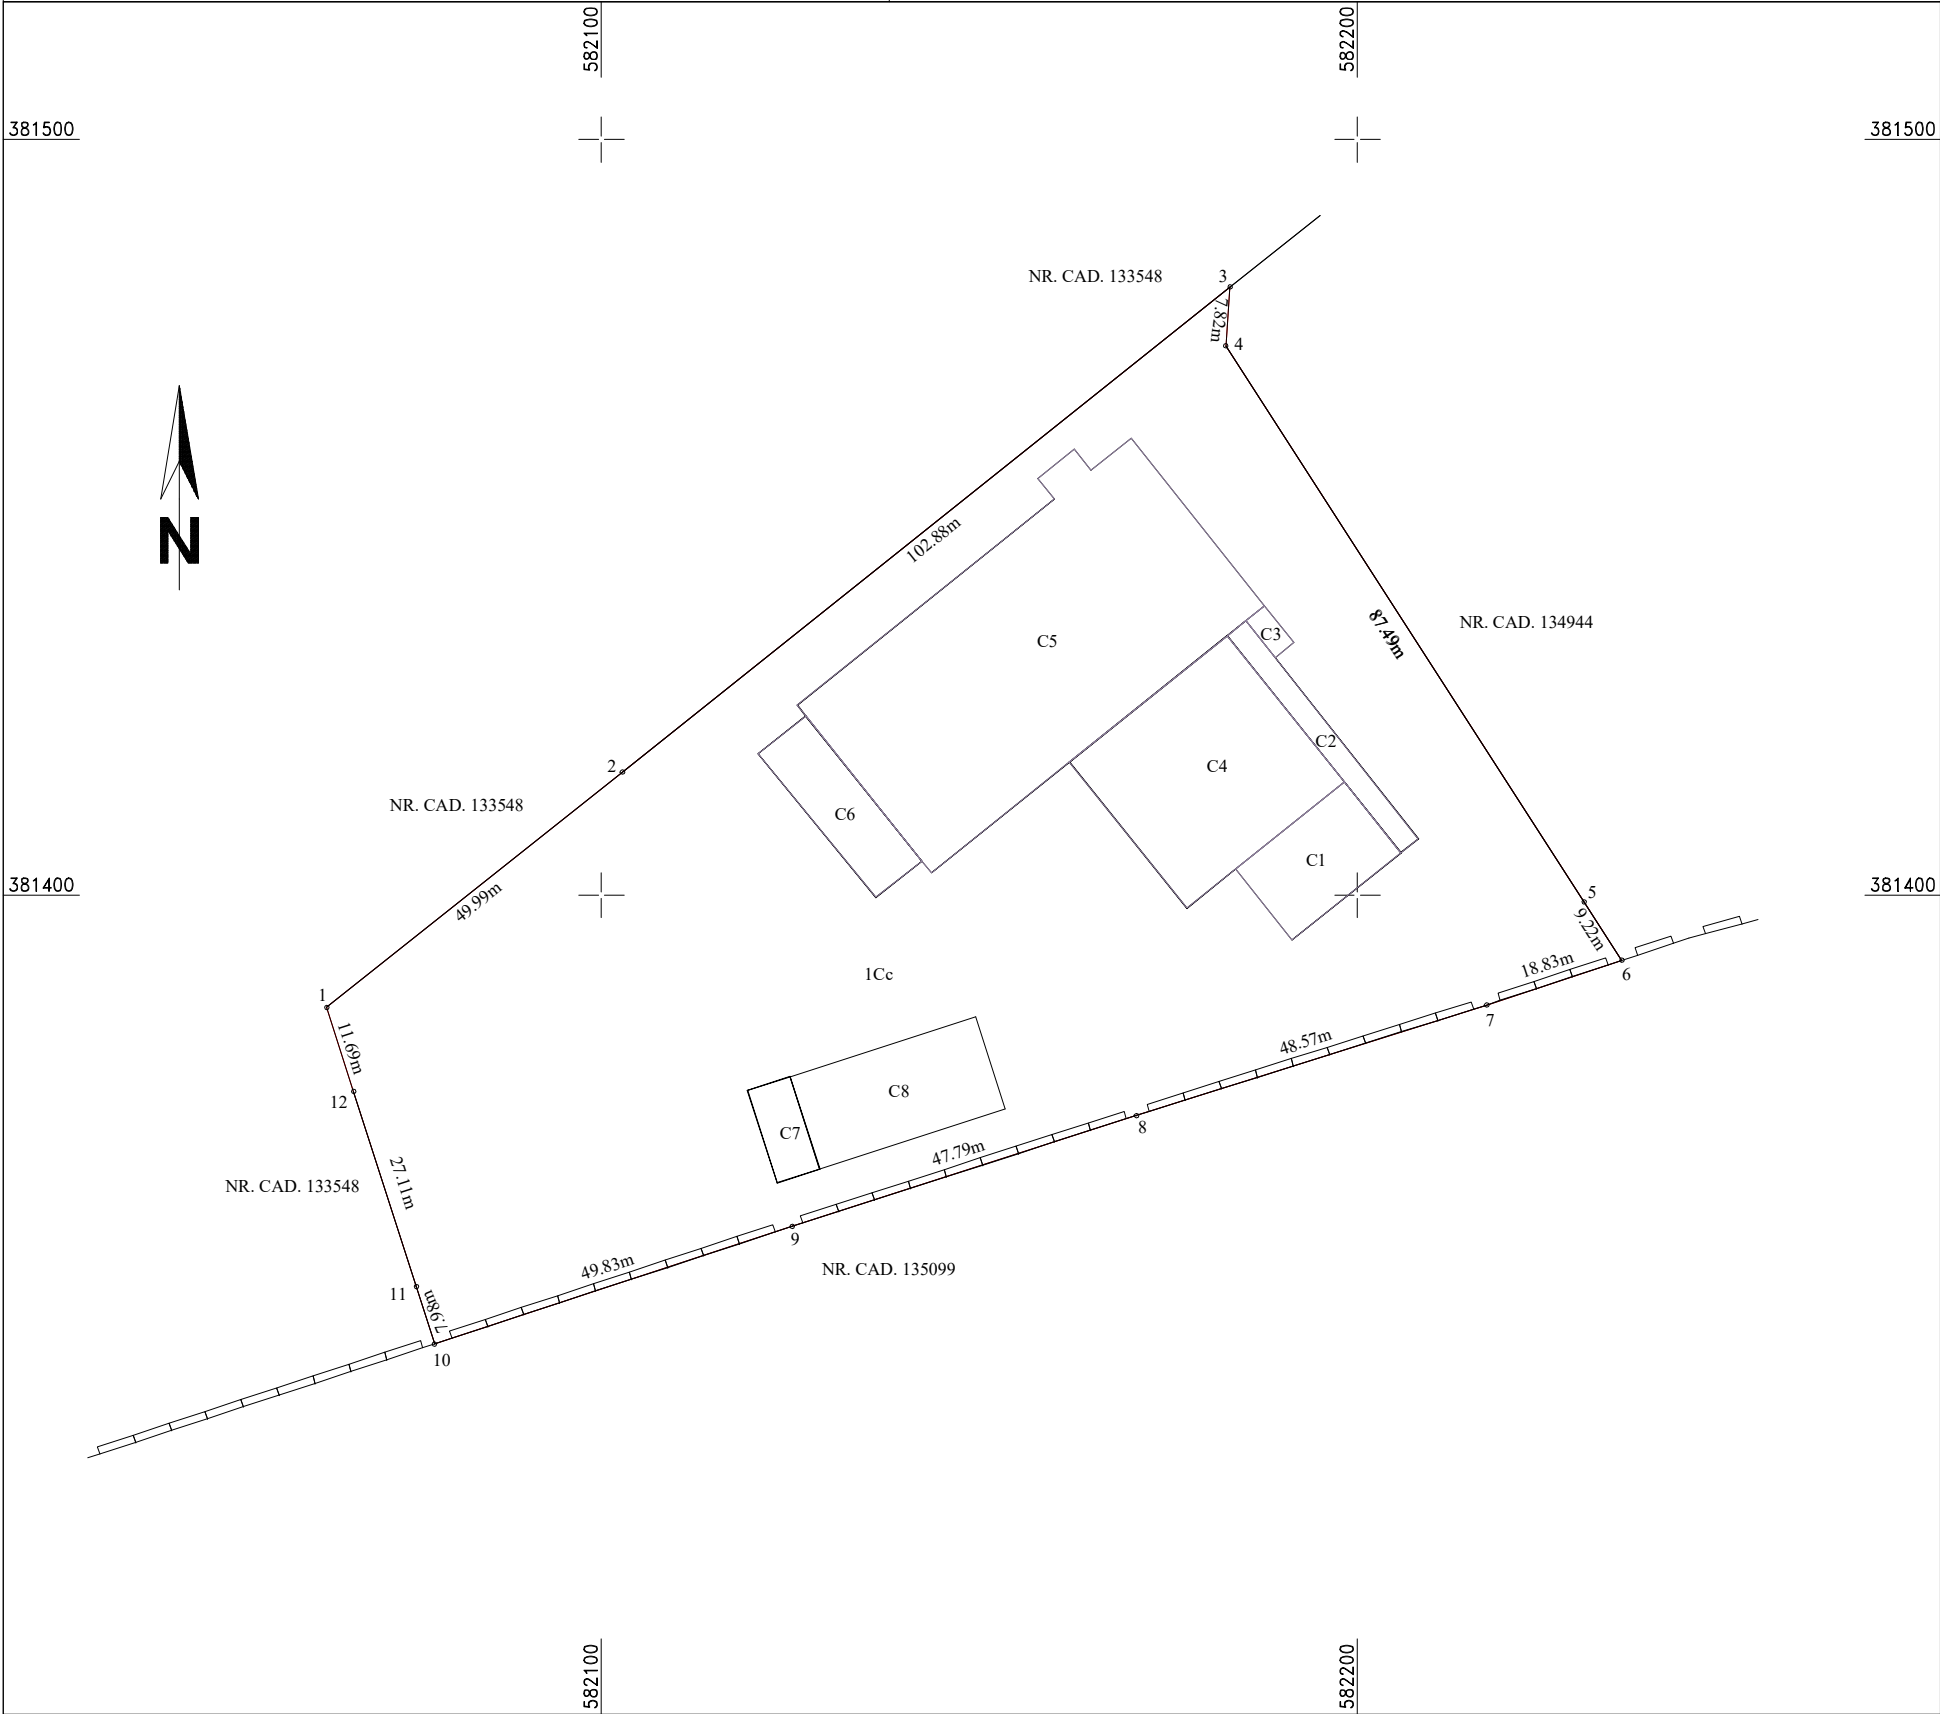 582100
582200
381500
381500
NR. CAD. 133548
3
7.82m
4
N
102.88m
C5
C3
87.49m
NR. CAD. 134944
C2
2
C4
NR. CAD. 133548
C6
C1
381400
381400
49.99m
5
9.22m
1Cc
18.83m
6
1
7
11.69m
48.57m
12
C8
C7
8
47.79m
27.11m
NR. CAD. 133548
9
49.83m
NR. CAD. 135099
11
7.98m
10
582100
582200